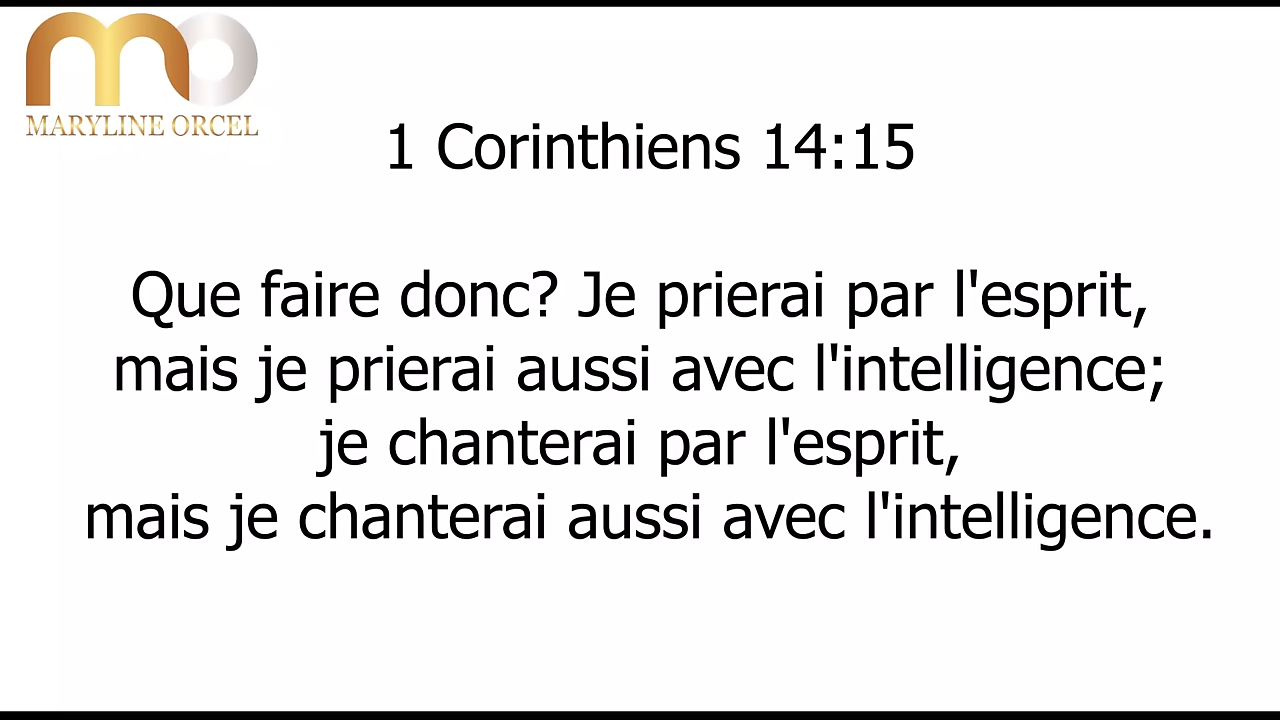 mo
MARYLINE ORCEL
1 Corinthiens 14:15
Que faire donc? Je prierai par l'esprit,
mais je prierai aussi avec l'intelligence;
je chanterai par l'esprit,
mais je chanterai aussi avec l'intelligence.